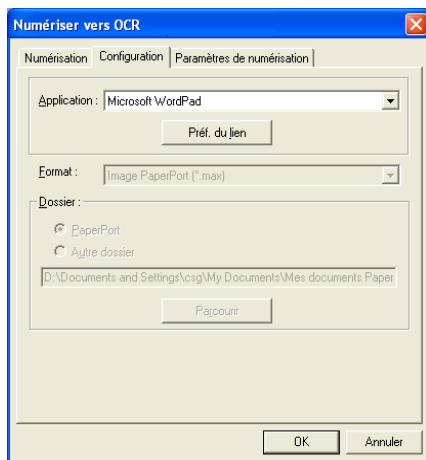 Numériser vers OCR
Numérisation Configuration Paramètres de numérisation
Application : Microsoft WordPad
Préf. du lien
Format : Image PaperPort (*.max)
Dossier :
PaperPort
Autre dossier
D:\Documents and Settings\csg\My Documents\Mes documents Paper
Parcourir
OK Annuler